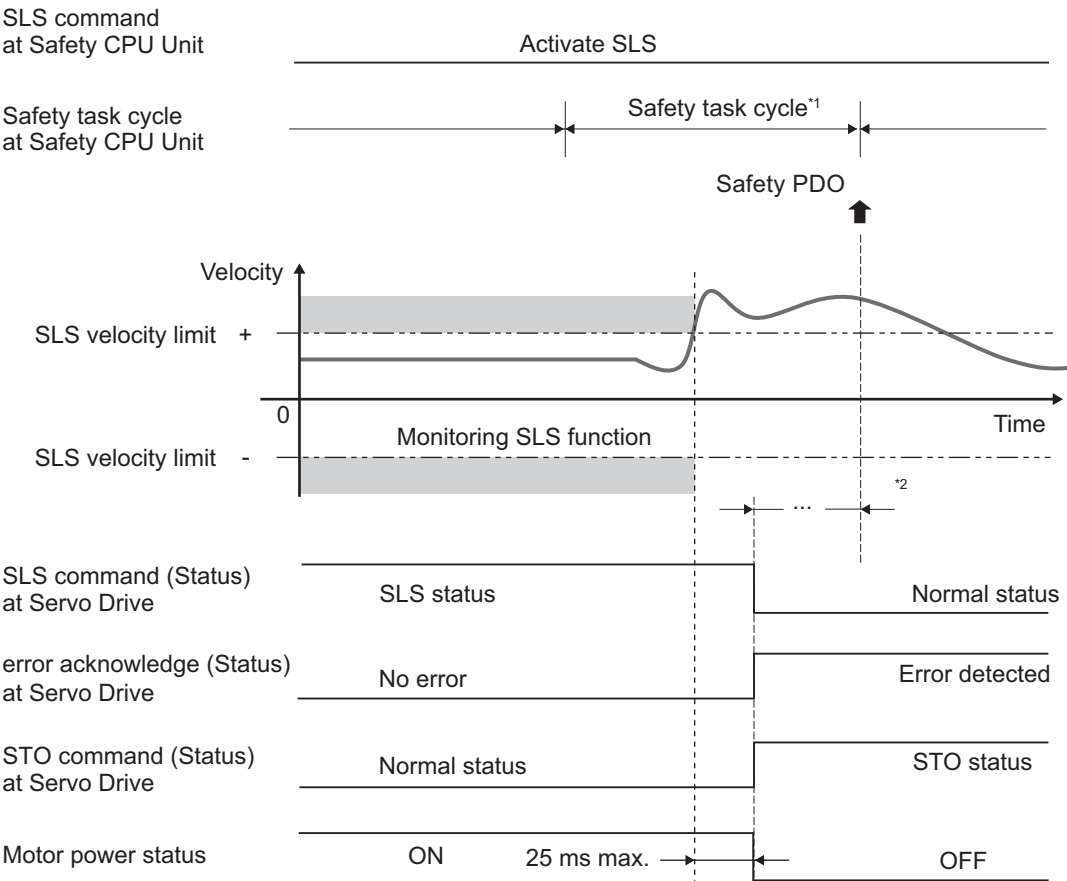 SLS command
at Safety CPU Unit
Activate SLS
Safety task cycle
at Safety CPU Unit
Safety task cycle*1
Safety PDO
Velocity
SLS velocity limit +
0
Time
Monitoring SLS function
SLS velocity limit -
*2
...
SLS command (Status)
at Servo Drive
SLS status
Normal status
error acknowledge (Status)
at Servo Drive
No error
Error detected
STO command (Status)
at Servo Drive
Normal status
STO status
Motor power status
ON
25 ms max.
OFF